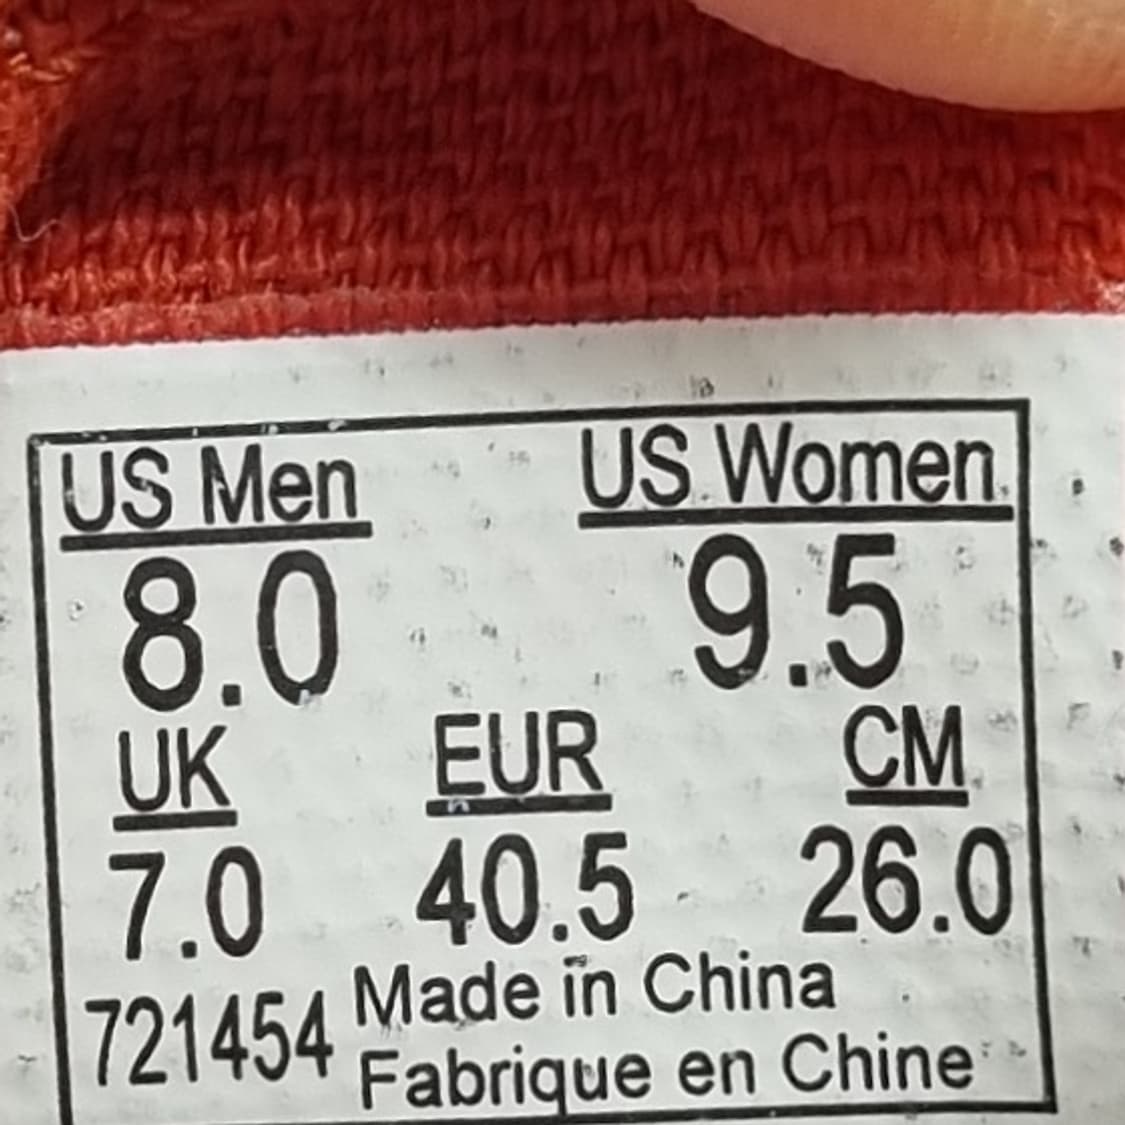 US Men US Women
8.0 9.5
UK EUR CM
7.0 40.5 26.0
721454 Made in China
Fabrique en Chine